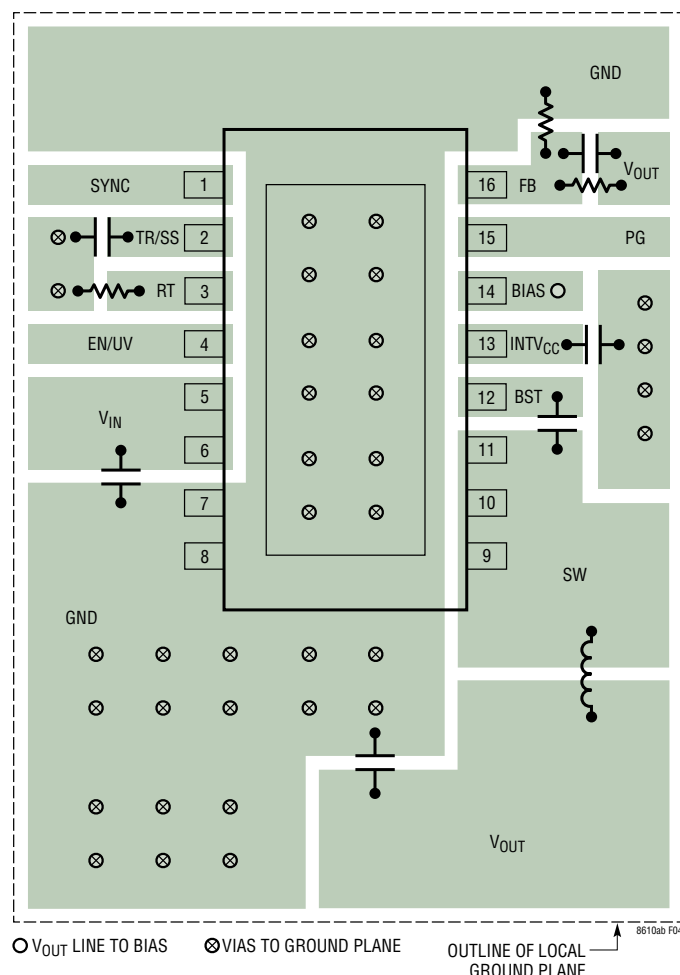 GND
SYNC 1 16 FB VOUT
TR/SS 2 15 PG
RT 3 14 BIAS
EN/UV 4 13 INTVCC
5 12 BST
VIN
6 11
7 10
8 9
SW
GND
VOUT
8610ab F04
VOUT LINE TO BIAS VIAS TO GROUND PLANE OUTLINE OF LOCAL
GROUND PLANE